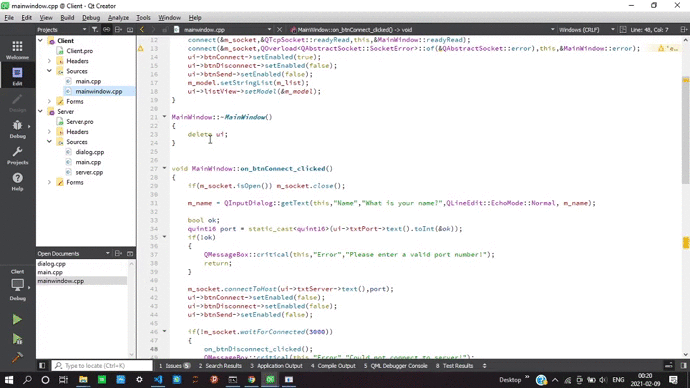 mainwindow.cpp @ Client - Qt Creator
File Edit View Build Debug Analyze Tools Window Help
Projects
mainwindow.cpp
MainWindow::on_btnConnect_clicked() -> void
Windows (CRLF)
Line: 48, Col: 7
Welcome
Edit
Design
Debug
Projects
Help
Client
Debug
Client
Client.pro
Headers
Sources
main.cpp
mainwindow.cpp
Forms
Server
Server.pro
Headers
Sources
dialog.cpp
main.cpp
server.cpp
Forms
Open Documents
dialog.cpp
main.cpp
mainwindow.cpp
12 connect(&m_socket,&QTcpSocket::readyRead,this,&MainWindow::readyRead);
connect(&m_socket,QOverload<QAbstractSocket::SocketError>::of(&QAbstractSocket::error),this,&MainWindow::error);
14 ui->btnConnect->setEnabled(true);
15 ui->btnDisconnect->setEnabled(false);
16 ui->btnSend->setEnabled(false);
17 m_model.setStringList(m_list);
18 ui->listView->setModel(&m_model);
19 }
20
21 MainWindow::~MainWindow()
22 {
23 delete ui;
24 }
25
26
27 void MainWindow::on_btnConnect_clicked()
28 {
29 if(m_socket.isOpen()) m_socket.close();
30
31 m_name = QInputDialog::getText(this,"Name","What is your name?",QLineEdit::EchoMode::Normal, m_name);
32
33 bool ok;
34 quint16 port = static_cast<quint16>(ui->txtPort->text().toInt(&ok));
35 if(!ok)
36 {
37 QMessageBox::critical(this,"Error","Please enter a valid port number!");
38 return;
39 }
40
41 m_socket.connectToHost(ui->txtServer->text(),port);
42 ui->btnConnect->setEnabled(false);
43 ui->btnDisconnect->setEnabled(false);
44 ui->btnSend->setEnabled(false);
45
46 if(!m_socket.waitForConnected(3000))
47 {
48 on_btnDisconnect_clicked();
QMessageBox::critical(this,"Error","Could not connect to server!");
Type to locate (Ctrl+K)
1 Issues 5
2 Search Results
3 Application Output
4 Compile Output
5 QML Debugger Console
8 Test Results
Desktop
ENG
00:20
2021-02-09